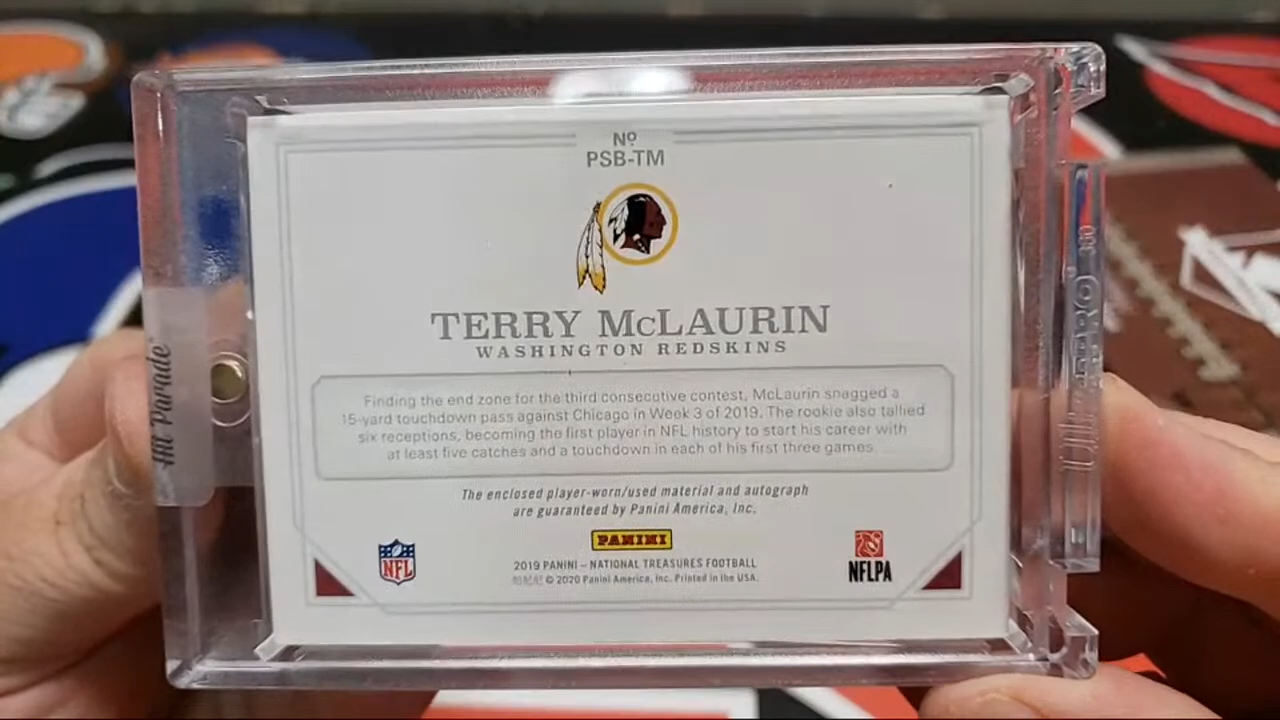 Nº
PSB-TM
TERRY McLAURIN
WASHINGTON REDSKINS
Finding the end zone for the third consecutive contest, McLaurin snagged a
15-yard touchdown pass against Chicago in Week 3 of 2019. The rookie also tallied
six receptions, becoming the first player in NFL history to start his career with
at least five catches and a touchdown in each of his first three games.
The enclosed player-worn/used material and autograph
are guaranteed by Panini America, Inc.
PANINI
NFL
NFLPA
2019 PANINI – NATIONAL TREASURES FOOTBALL
© 2020 Panini America, Inc. Printed in the USA.
Hit Parade
ULTRA PRO